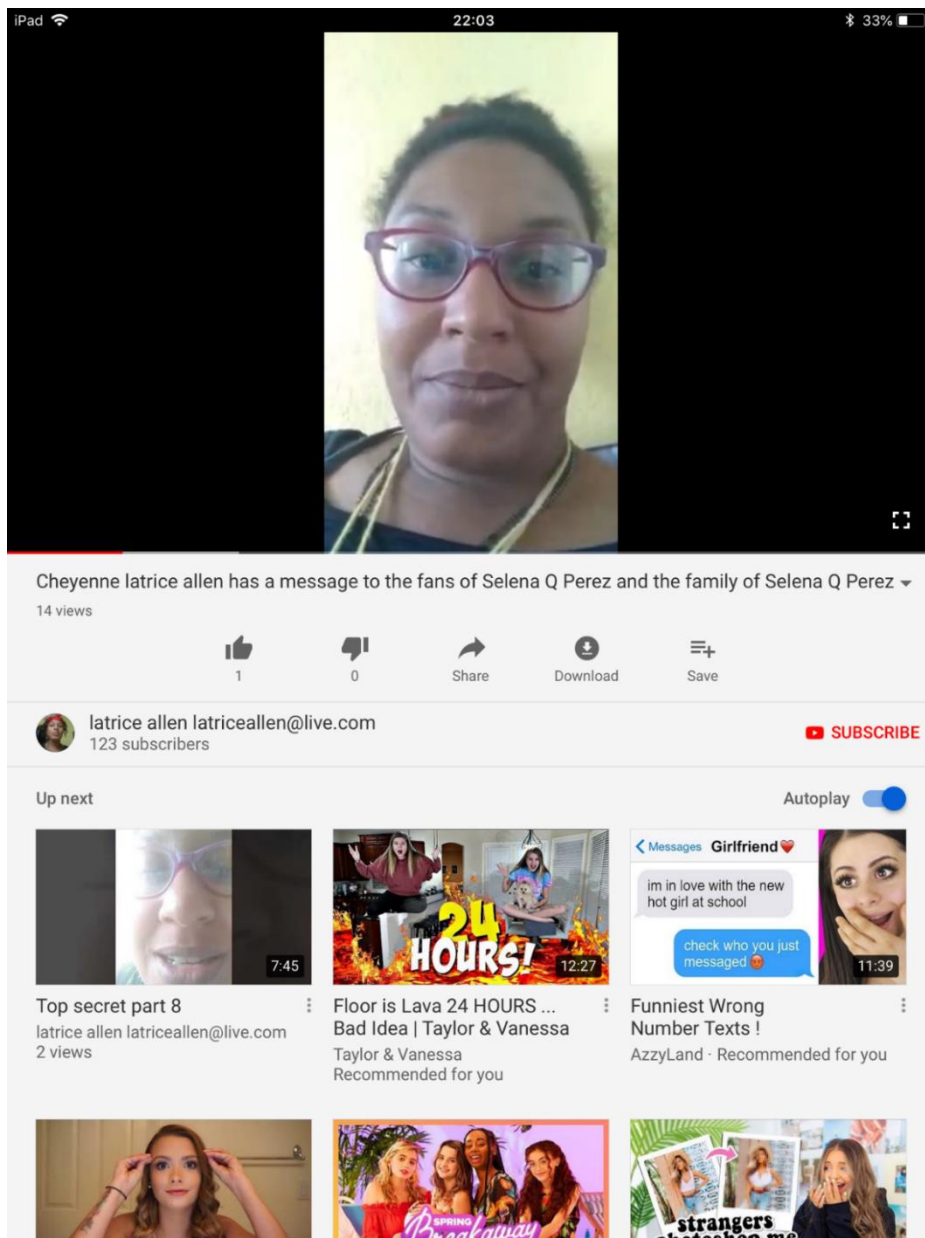 iPad
22:03
33%
Cheyenne latrice allen has a message to the fans of Selena Q Perez and the family of Selena Q Perez
14 views
1
0
Share
Download
Save
latrice allen latriceallen@live.com
123 subscribers
SUBSCRIBE
Up next
Autoplay
7:45
24
HOURS!
12:27
Messages Girlfriend
im in love with the new
hot girl at school
check who you just
messaged
11:39
Top secret part 8
latrice allen latriceallen@live.com
2 views
Floor is Lava 24 HOURS ...
Bad Idea | Taylor & Vanessa
Taylor & Vanessa
Recommended for you
Funniest Wrong
Number Texts !
AzzyLand · Recommended for you
SPRING
Breakaway
strangers
photoshop me